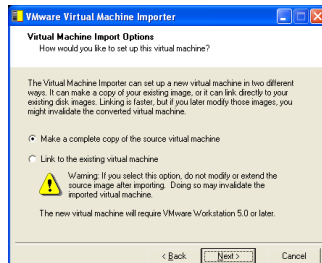 VMware Virtual Machine Importer
Virtual Machine Import Options
How would you like to set up this virtual machine?
The Virtual Machine Importer can set up a new virtual machine in two different
ways. It can make a copy of your existing image, or it can link directly to your
existing disk images. Linking is faster, but if you later modify those images, you
might invalidate the converted virtual machine.
Make a complete copy of the source virtual machine
Link to the existing virtual machine
Warning: If you select this option, do not modify or extend the
source image after importing. Doing so may invalidate the
imported virtual machine.
The new virtual machine will require VMware Workstation 5.0 or later.
< Back Next > Cancel